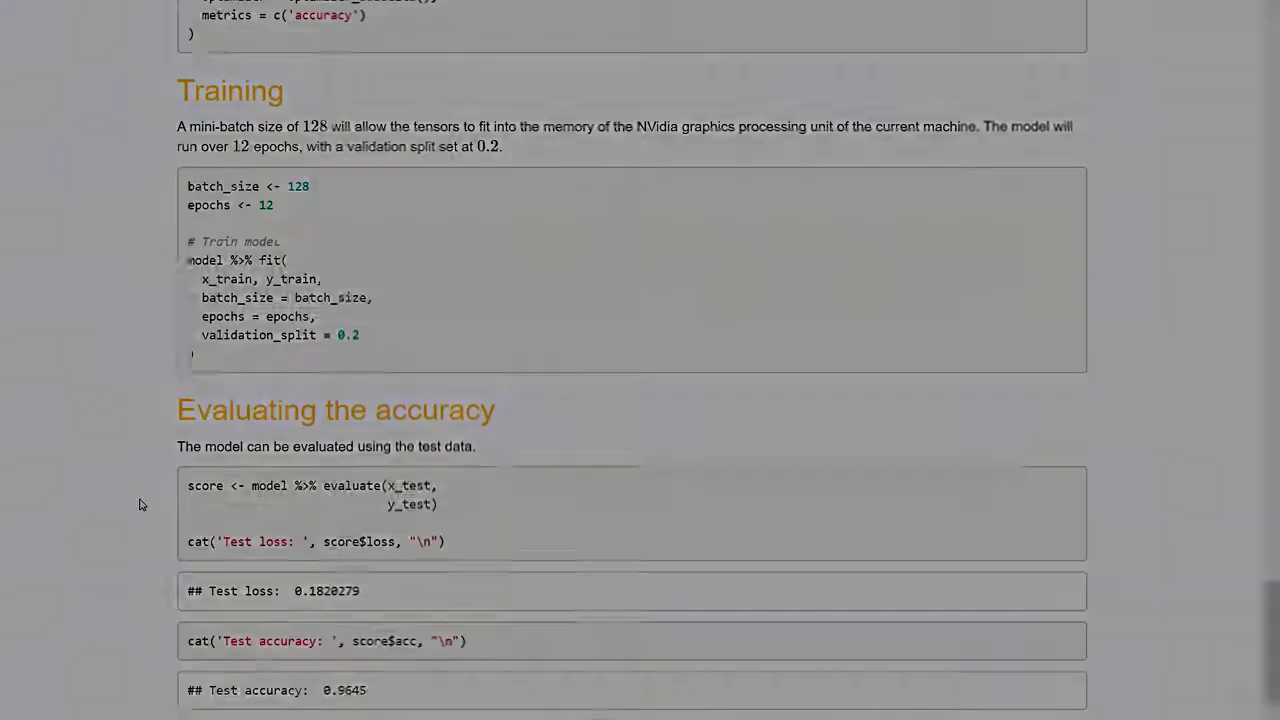 metrics = c('accuracy')
)
Training
A mini-batch size of 128 will allow the tensors to fit into the memory of the NVidia graphics processing unit of the current machine. The model will
run over 12 epochs, with a validation split set at 0.2.
batch_size <- 128
epochs <- 12
# Train model
model %>% fit(
x_train, y_train,
batch_size = batch_size,
epochs = epochs,
validation_split = 0.2
)
Evaluating the accuracy
The model can be evaluated using the test data.
score <- model %>% evaluate(x_test,
y_test)
cat('Test loss: ', score$loss, "\n")
## Test loss:  0.1820279
cat('Test accuracy: ', score$acc, "\n")
## Test accuracy:  0.9645